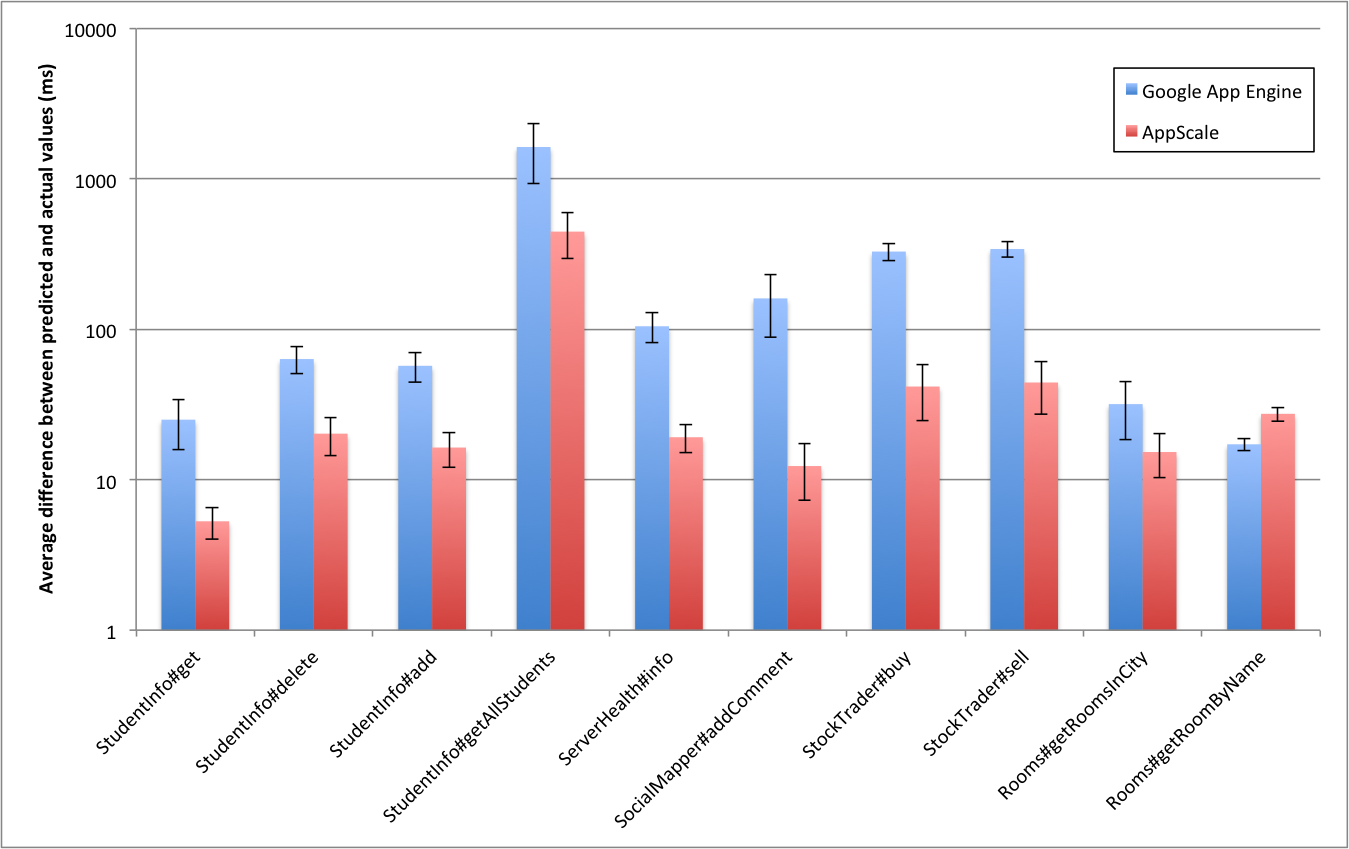 Average difference between predicted and actual values (ms)
10000
1000
100
10
1
Google App Engine
AppScale
StudentInfo#get
StudentInfo#delete
StudentInfo#add
StudentInfo#getAllStudents
ServerHealth#info
SocialMapper#addComment
StockTrader#buy
StockTrader#sell
Rooms#getRoomsInCity
Rooms#getRoomByName